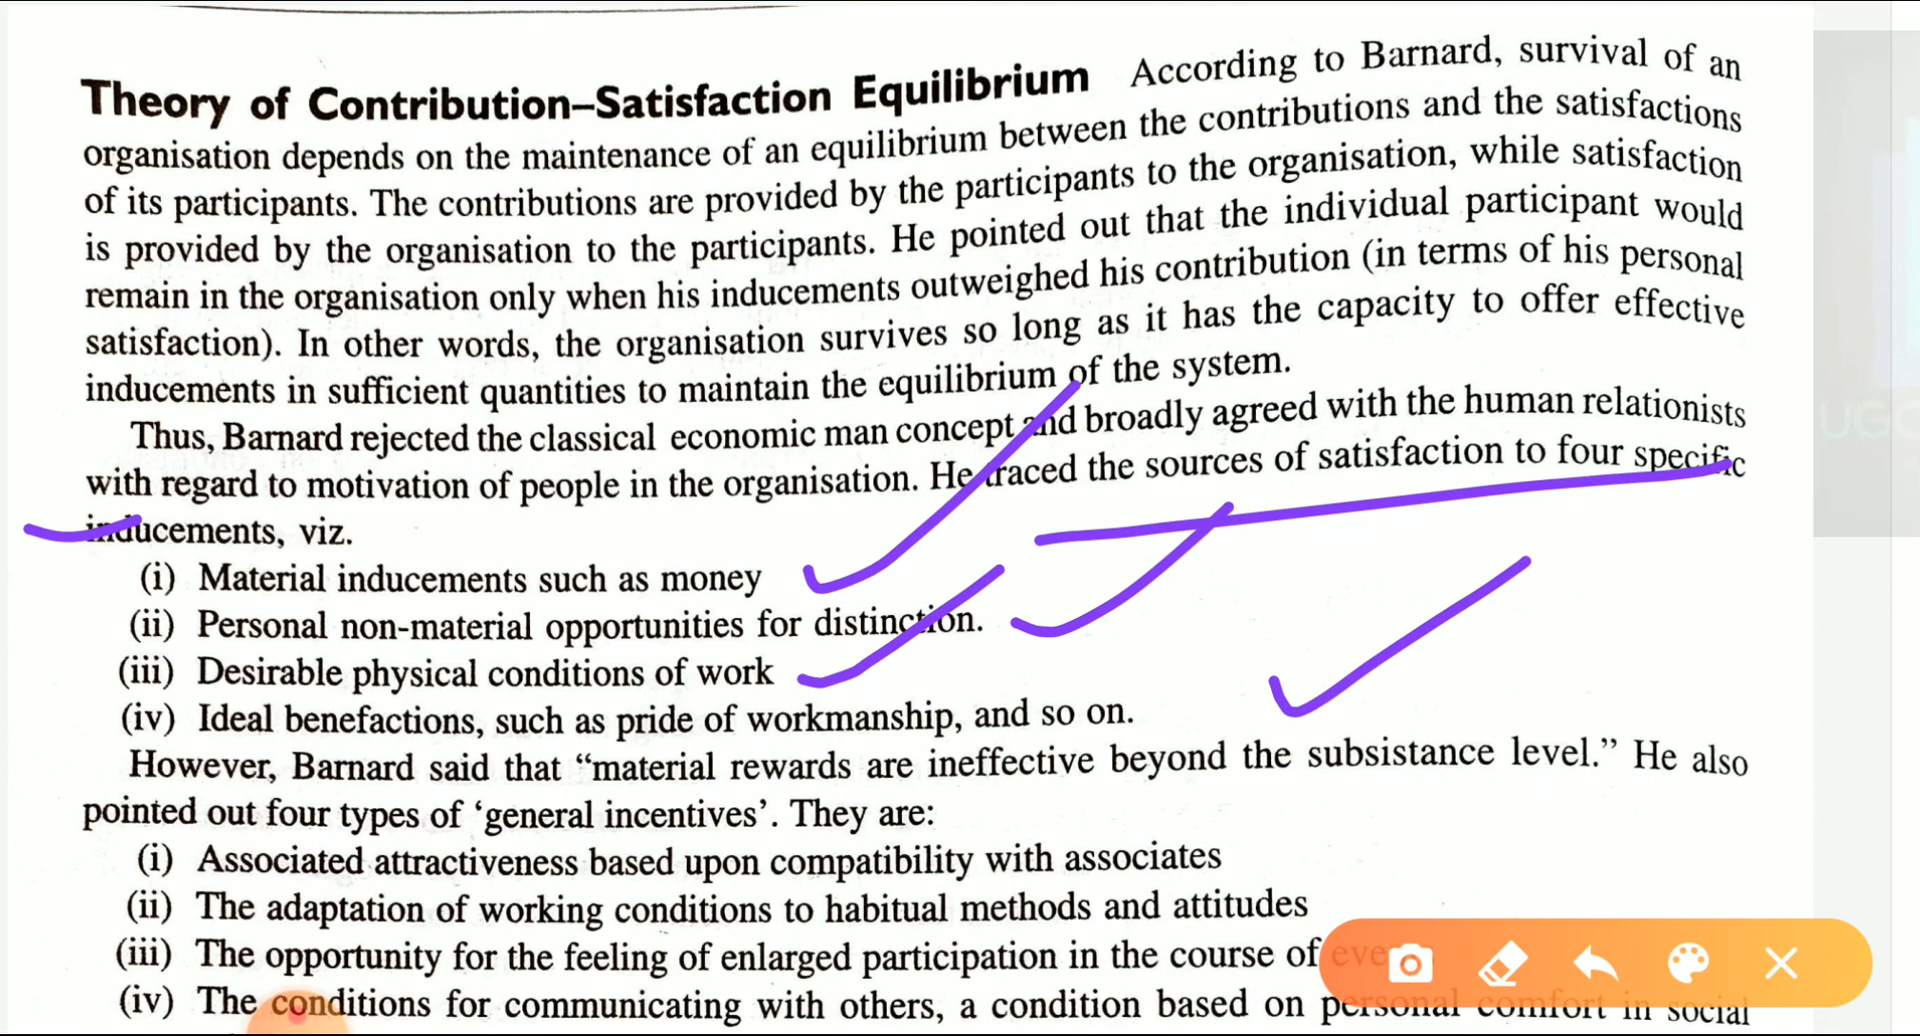 Theory of Contribution–Satisfaction Equilibrium According to Barnard, survival of an
organisation depends on the maintenance of an equilibrium between the contributions and the satisfactions
of its participants. The contributions are provided by the participants to the organisation, while satisfaction
is provided by the organisation to the participants. He pointed out that the individual participant would
remain in the organisation only when his inducements outweighed his contribution (in terms of his personal
satisfaction). In other words, the organisation survives so long as it has the capacity to offer effective
inducements in sufficient quantities to maintain the equilibrium of the system.
Thus, Barnard rejected the classical economic man concept and broadly agreed with the human relationists
with regard to motivation of people in the organisation. He traced the sources of satisfaction to four specific
inducements, viz.
(i) Material inducements such as money
(ii) Personal non-material opportunities for distinction.
(iii) Desirable physical conditions of work
(iv) Ideal benefactions, such as pride of workmanship, and so on.
However, Barnard said that “material rewards are ineffective beyond the subsistance level.” He also
pointed out four types of ‘general incentives’. They are:
(i) Associated attractiveness based upon compatibility with associates
(ii) The adaptation of working conditions to habitual methods and attitudes
(iii) The opportunity for the feeling of enlarged participation in the course of
(iv) The conditions for communicating with others, a condition based on personal comfort in social